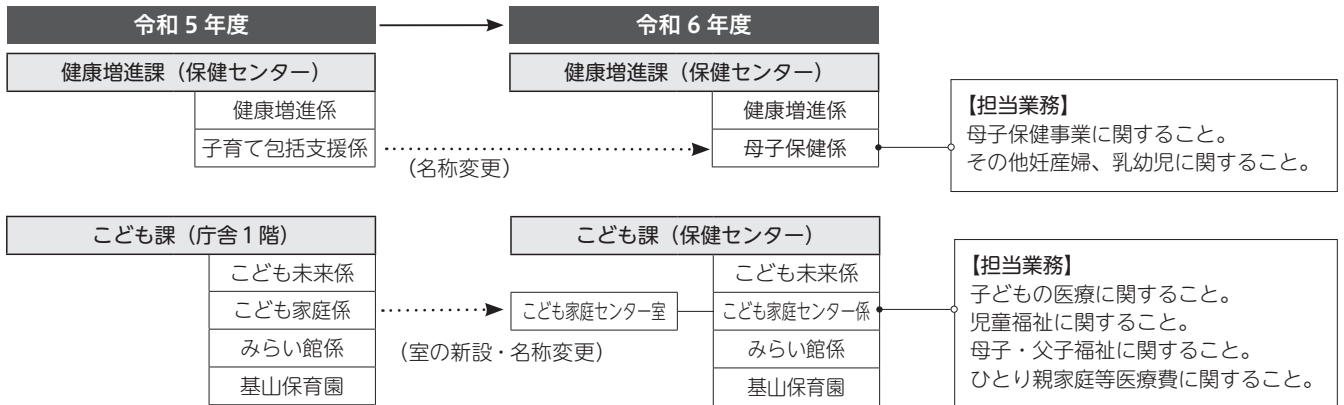 令和5年度
令和6年度
健康増進課（保健センター）
健康増進課（保健センター）
健康増進係
健康増進係
子育て包括支援係
（名称変更）
母子保健係
【担当業務】
母子保健事業に関すること。
その他妊産婦、乳幼児に関すること。
こども課（庁舎1階）
こども課（保健センター）
こども未来係
こども未来係
こども家庭係
（室の新設・名称変更）
こども家庭センター室
こども家庭センター係
みらい館係
みらい館係
基山保育園
基山保育園
【担当業務】
子どもの医療に関すること。
児童福祉に関すること。
母子・父子福祉に関すること。
ひとり親家庭等医療費に関すること。